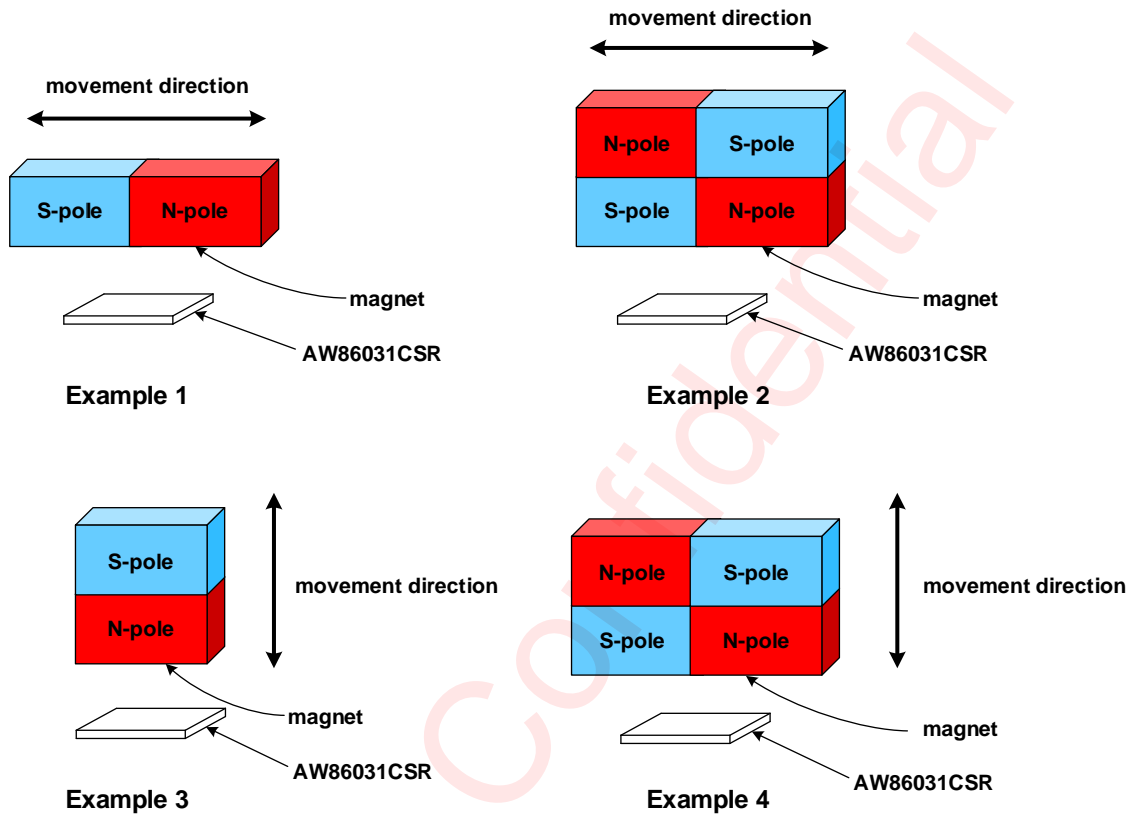 movement direction
S-pole N-pole
magnet
AW86031CSR
Example 1
movement direction
N-pole S-pole
S-pole N-pole
magnet
AW86031CSR
Example 2
S-pole
N-pole
movement direction
magnet
AW86031CSR
Example 3
N-pole S-pole
S-pole N-pole
movement direction
magnet
AW86031CSR
Example 4
Confidential